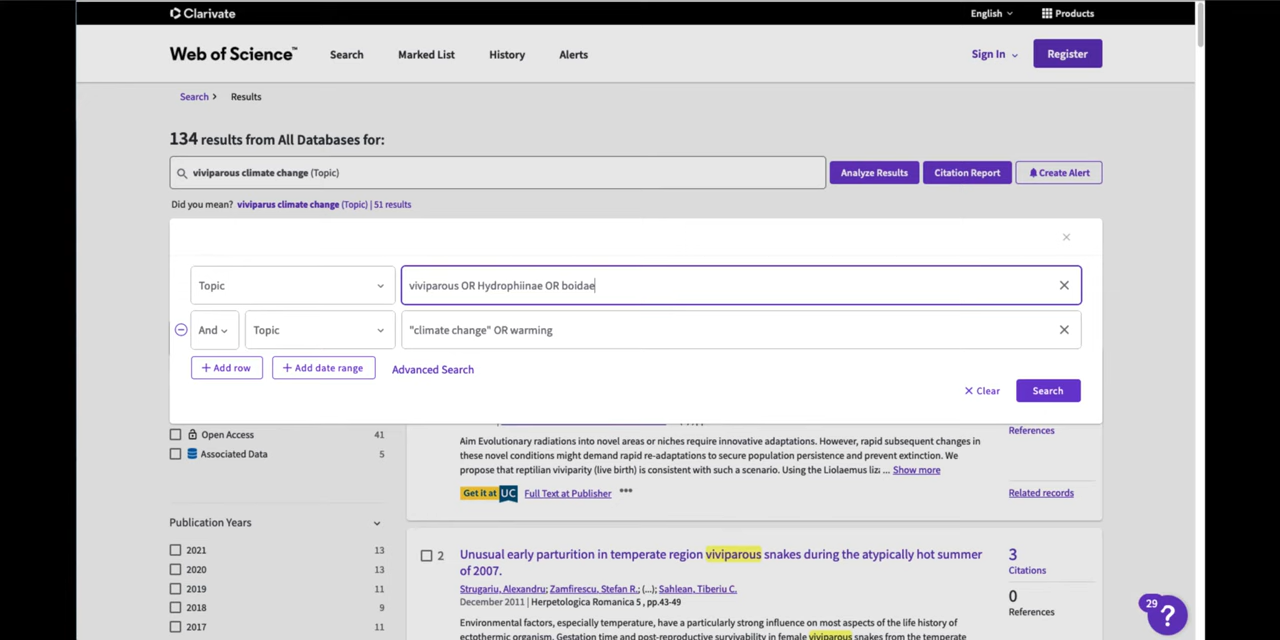 Clarivate
English
Products
Web of Science™
Search
Marked List
History
Alerts
Sign In
Register
Search > Results
134 results from All Databases for:
viviparous climate change (Topic)
Analyze Results
Citation Report
Create Alert
Did you mean? viviparus climate change (Topic) | 51 results
Topic
viviparous OR Hydrophiinae OR boidae
And
Topic
"climate change" OR warming
+ Add row
+ Add date range
Advanced Search
Clear
Search
Open Access 41
Associated Data 5
Publication Years
2021 13
2020 13
2019 11
2018 9
2017 11
Aim Evolutionary radiations into novel areas or niches require innovative adaptations. However, rapid subsequent changes in
these novel conditions might demand rapid re-adaptations to secure population persistence and prevent extinction. We
propose that reptilian viviparity (live birth) is consistent with such a scenario. Using the Liolaemus liz ... Show more
Get it at UC Full Text at Publisher ***
References
Related records
2 Unusual early parturition in temperate region viviparous snakes during the atypically hot summer
of 2007.
Strugariu, Alexandru; Zamfirescu, Stefan R.; (...); Sahlean, Tiberiu C.
December 2011 | Herpetologica Romanica 5 , pp.43-49
Environmental factors, especially temperature, have a particularly strong influence on most aspects of the life history of
ectothermic organism. Gestation time and post-reproductive survivability in female viviparous snakes from the temperate
3
Citations
0
References
29
?